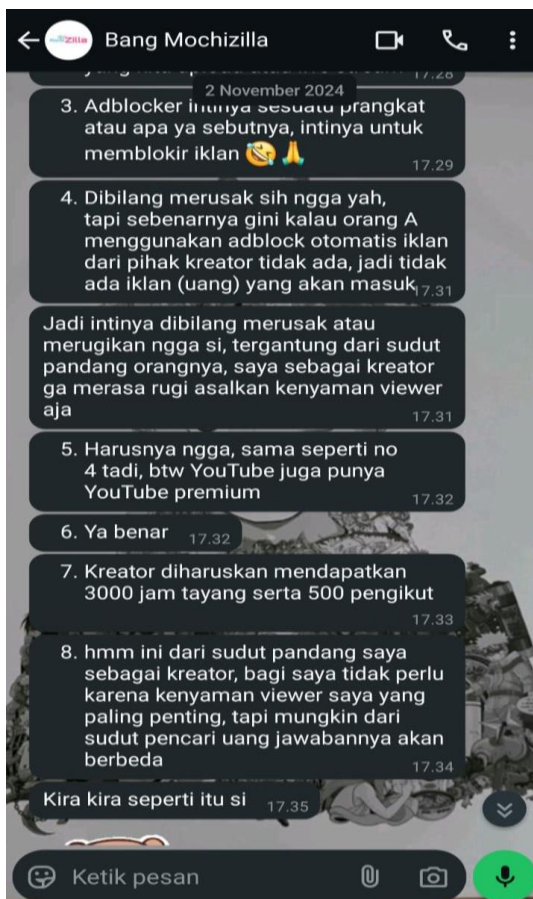 Bang Mochizilla
17.28
2 November 2024
3. Adblocker intinya sesuatu prangkat
atau apa ya sebutnya, intinya untuk
memblokir iklan 🤣🙏
17.29
4. Dibilang merusak sih ngga yah,
tapi sebenarnya gini kalau orang A
menggunakan adblock otomatis iklan
dari pihak kreator tidak ada, jadi tidak
ada iklan (uang) yang akan masuk
17.31
Jadi intinya dibilang merusak atau
merugikan ngga si, tergantung dari sudut
pandang orangnya, saya sebagai kreator
ga merasa rugi asalkan kenyaman viewer
aja
17.31
5. Harusnya ngga, sama seperti no
4 tadi, btw YouTube juga punya
YouTube premium
17.32
6. Ya benar 17.32
7. Kreator diharuskan mendapatkan
3000 jam tayang serta 500 pengikut
17.33
8. hmm ini dari sudut pandang saya
sebagai kreator, bagi saya tidak perlu
karena kenyaman viewer saya yang
paling penting, tapi mungkin dari
sudut pencari uang jawabannya akan
berbeda
17.34
Kira kira seperti itu si 17.35
Ketik pesan